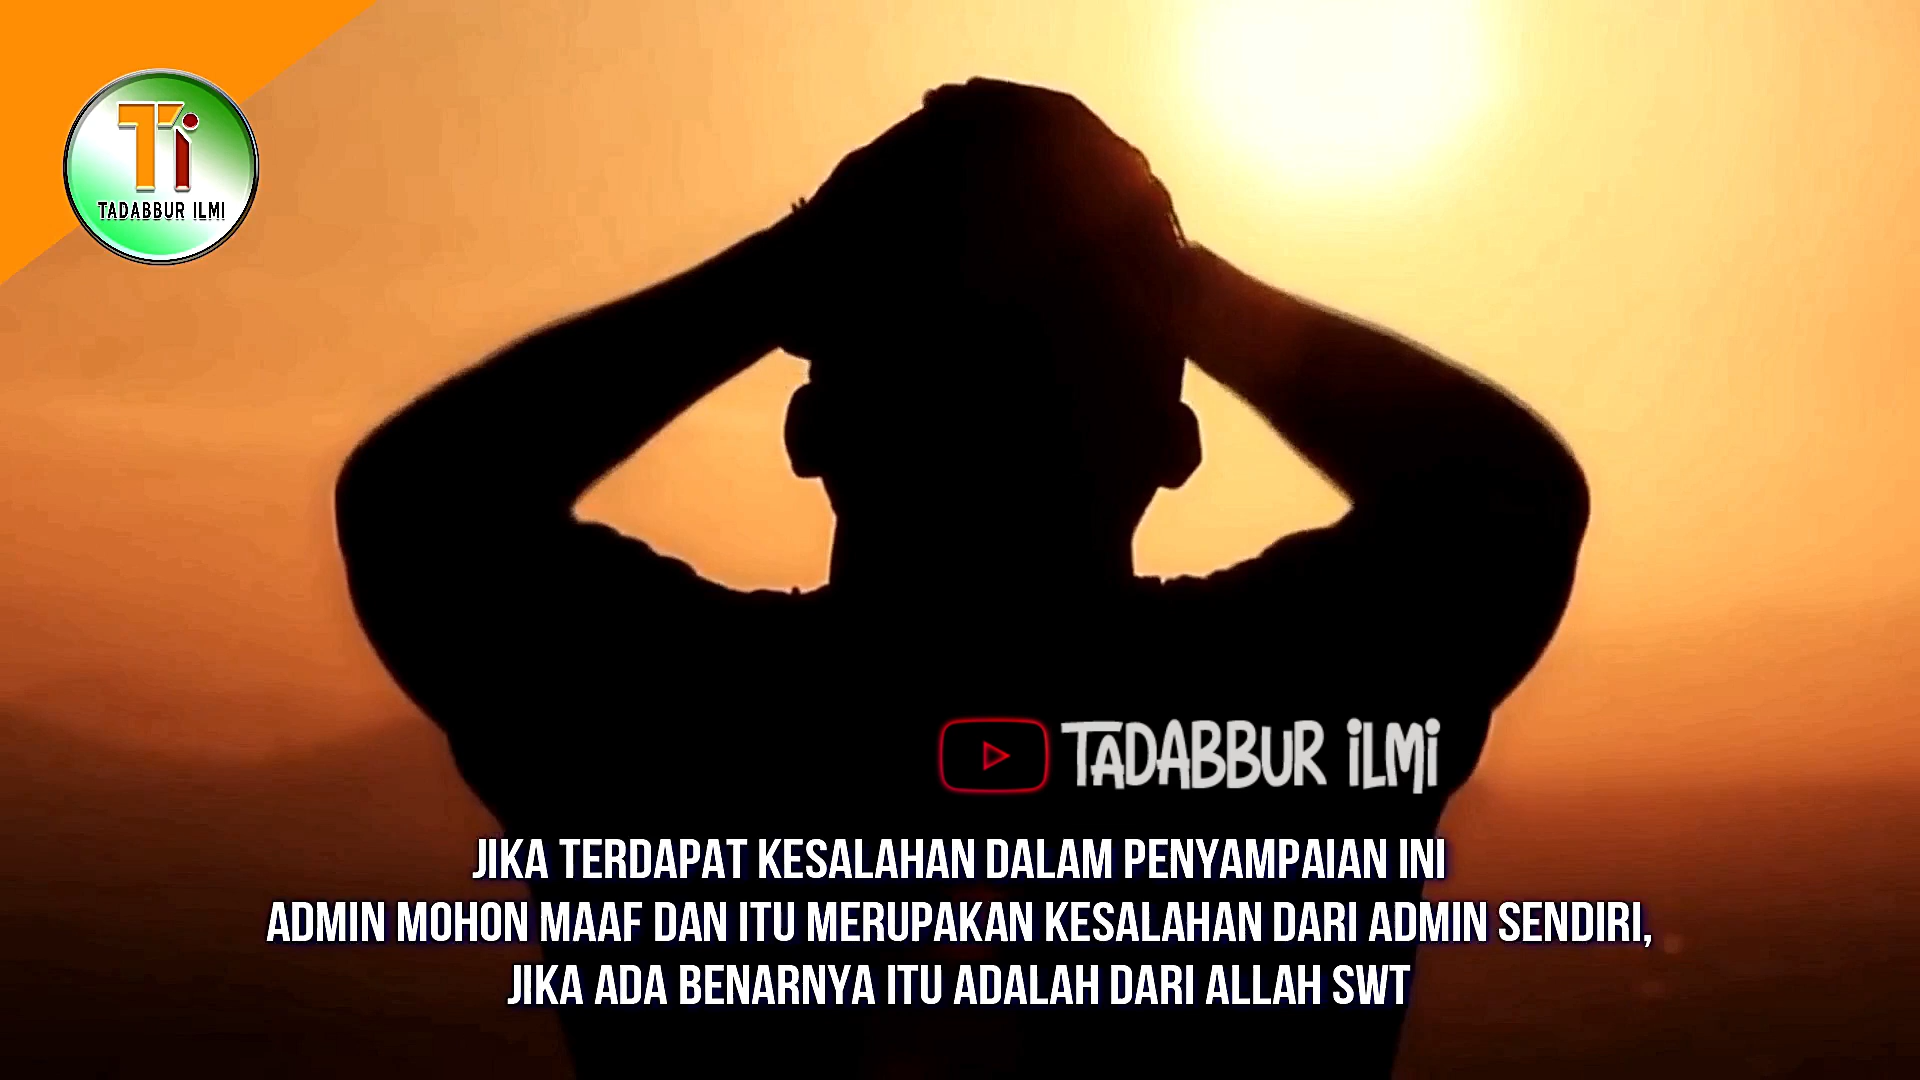 Ti
TADABBUR ILMI
TADABBUR iLMi
JIKA TERDAPAT KESALAHAN DALAM PENYAMPAIAN INI
ADMIN MOHON MAAF DAN ITU MERUPAKAN KESALAHAN DARI ADMIN SENDIRI,
JIKA ADA BENARNYA ITU ADALAH DARI ALLAH SWT